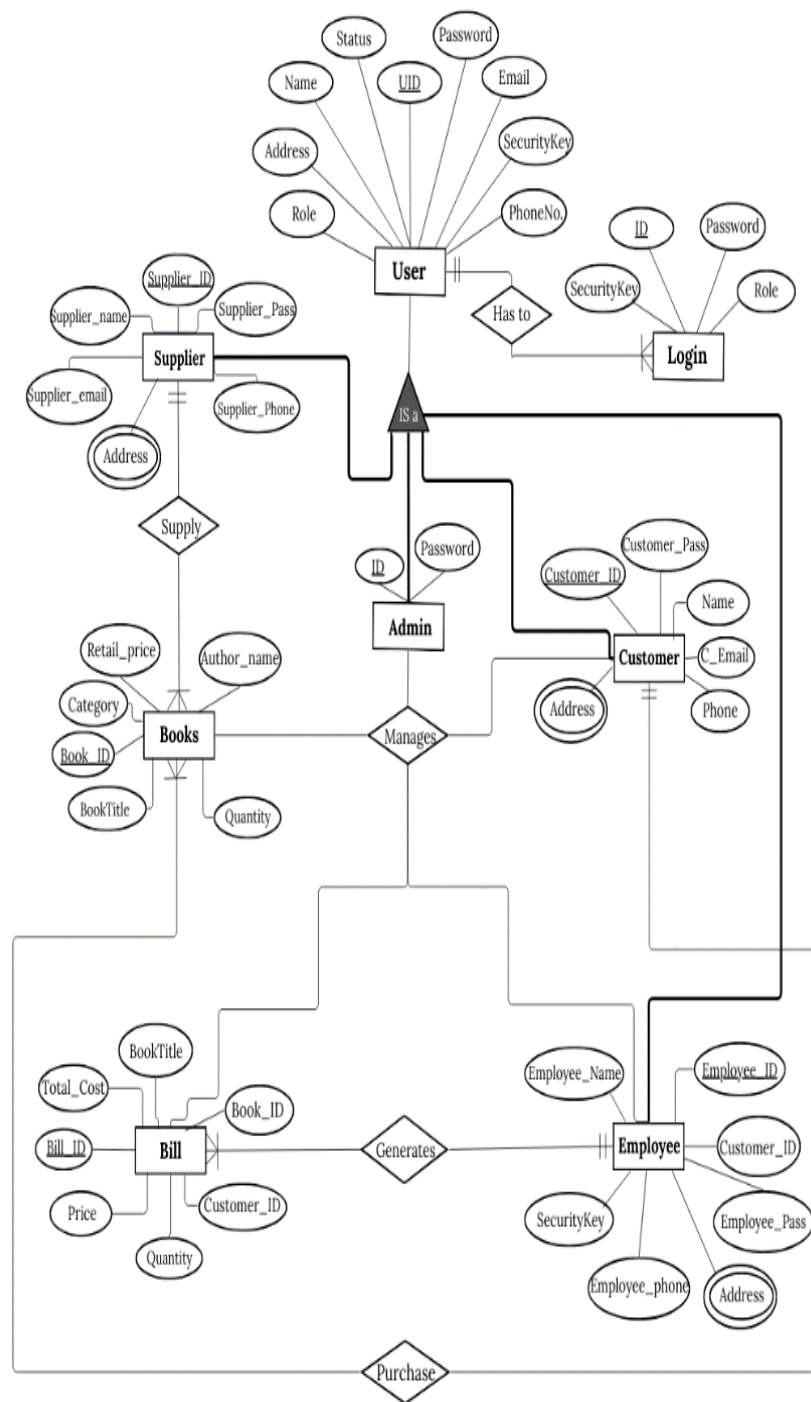 Status
Password
Name
UID
Email
Address
SecurityKey
Role
PhoneNo.
User
ID
Password
SecurityKey
Role
Has to
Login
Supplier_ID
Supplier_name
Supplier_Pass
Supplier
Supplier_email
Supplier_Phone
Address
IS a
Supply
ID
Password
Admin
Customer_Pass
Customer_ID
Name
Customer
C_Email
Address
Phone
Retail_price
Author_name
Category
Books
Book_ID
BookTitle
Quantity
Manages
BookTitle
Total_Cost
Book_ID
Bill_ID
Bill
Price
Customer_ID
Quantity
Generates
Employee_Name
Employee_ID
Employee
Customer_ID
SecurityKey
Employee_Pass
Employee_phone
Address
Purchase